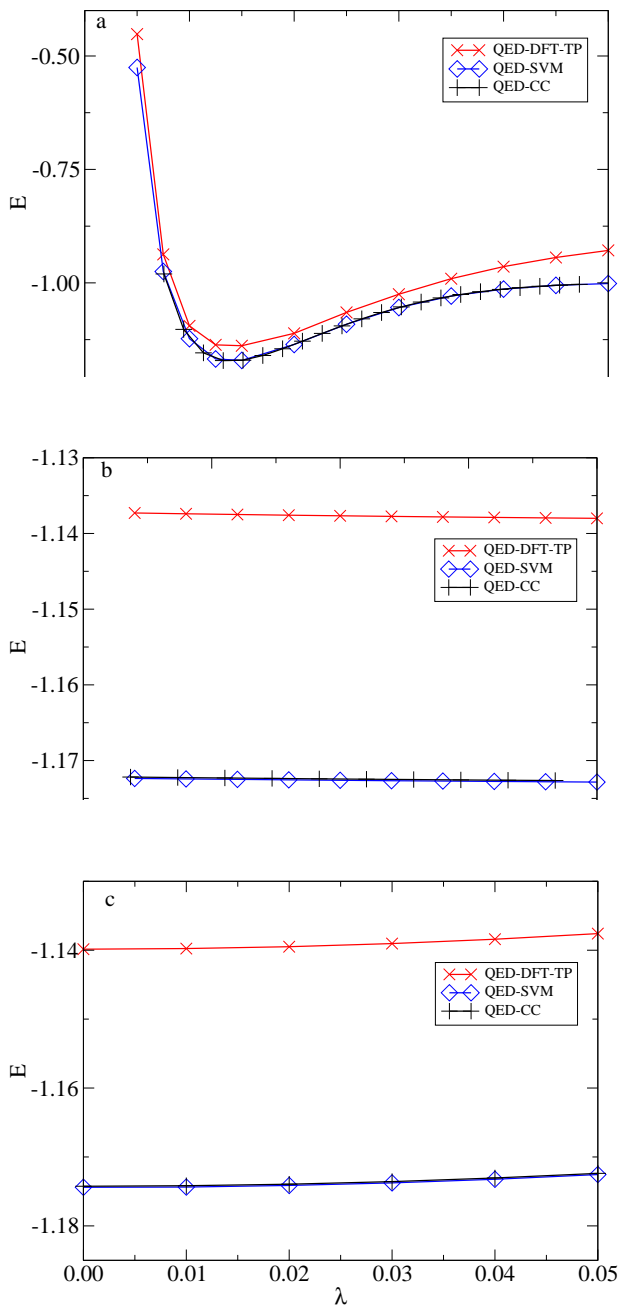 a
-0.50
QED-DFT-TP
QED-SVM
QED-CC
-0.75
E
-1.00
-1.13
b
-1.14
QED-DFT-TP
QED-SVM
QED-CC
-1.15
E
-1.16
-1.17
c
-1.14
QED-DFT-TP
QED-SVM
QED-CC
E
-1.16
-1.18
0.00 0.01 0.02 0.03 0.04 0.05
λ